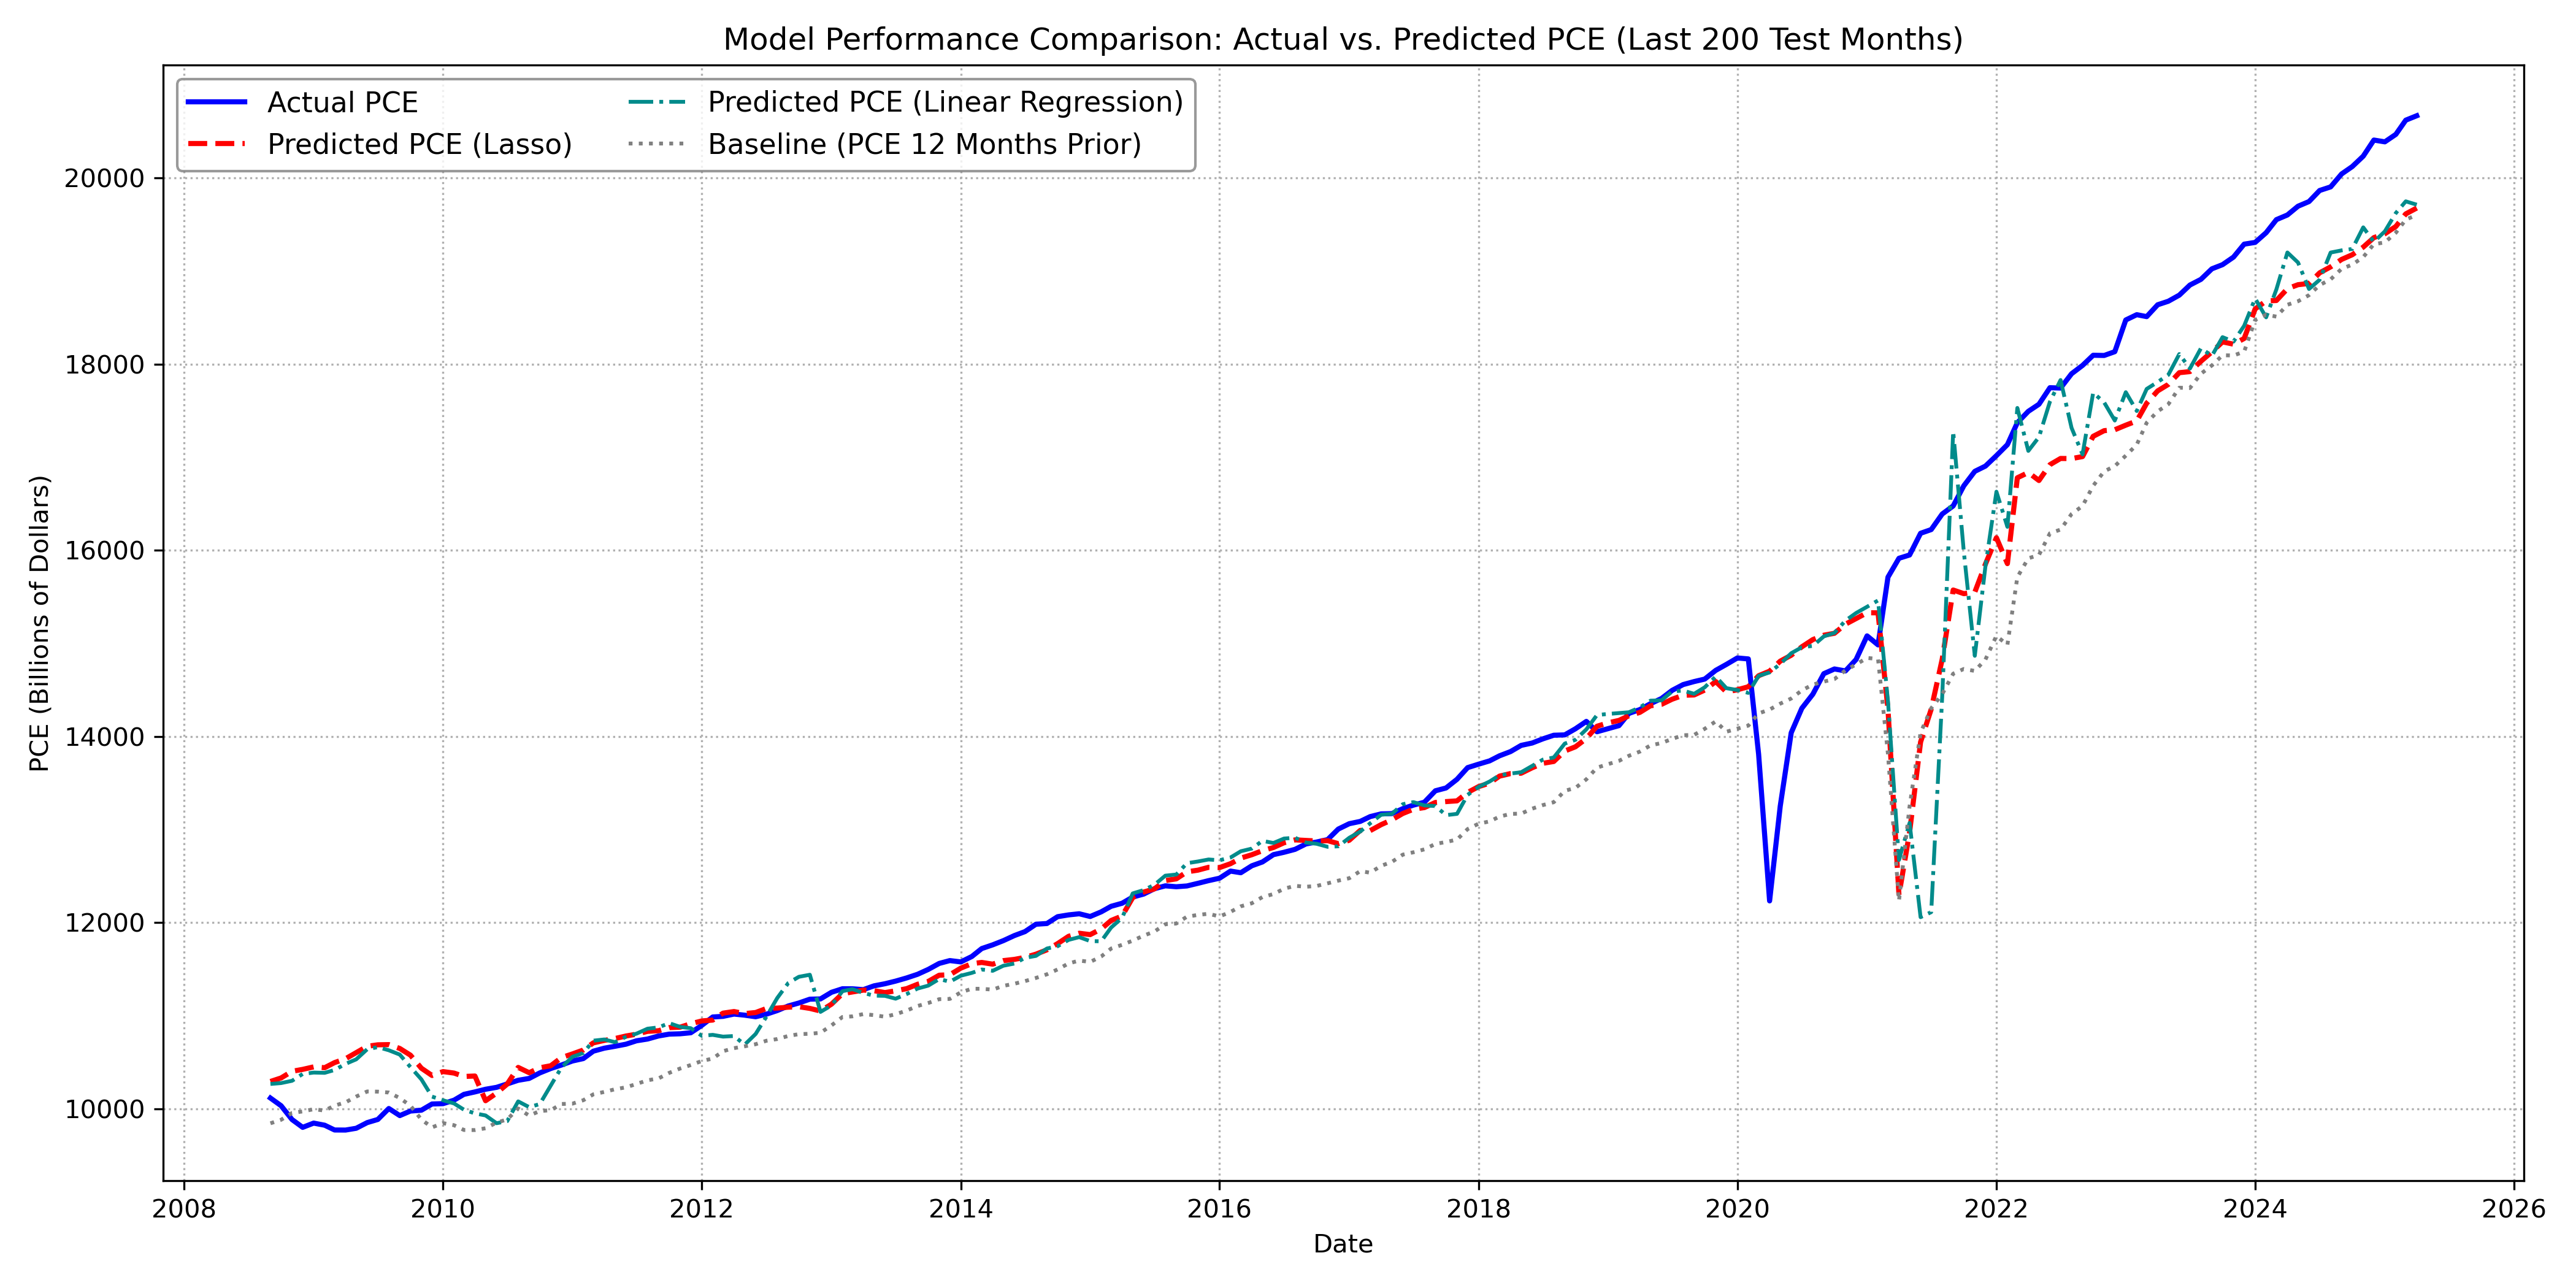 Model Performance Comparison: Actual vs. Predicted PCE (Last 200 Test Months)
Actual PCE
Predicted PCE (Lasso)
Predicted PCE (Linear Regression)
Baseline (PCE 12 Months Prior)
PCE (Billions of Dollars)
20000
18000
16000
14000
12000
10000
2008 2010 2012 2014 2016 2018 2020 2022 2024 2026
Date